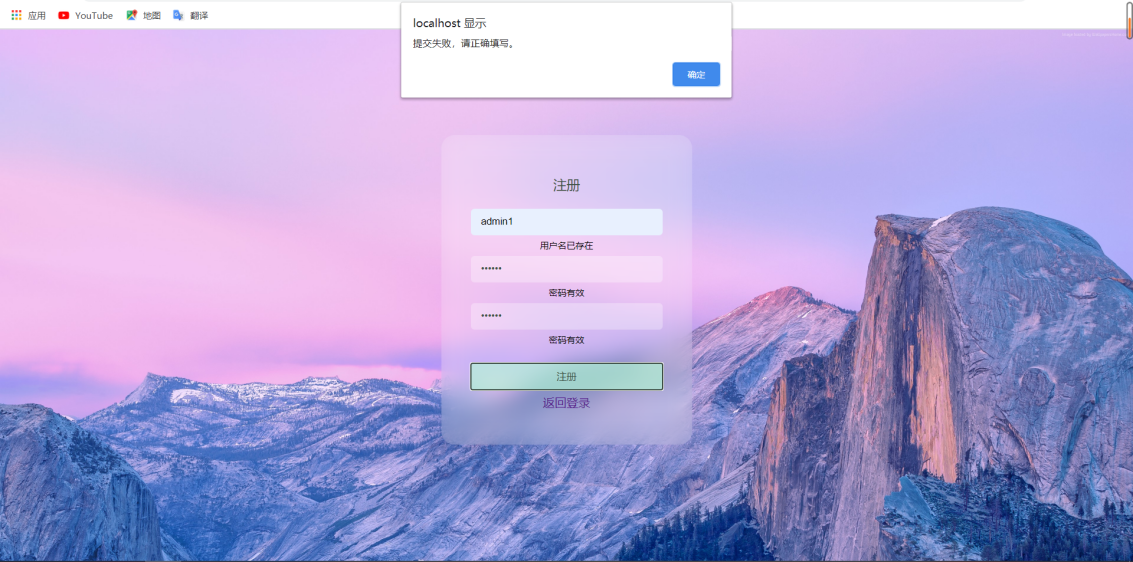 应用 YouTube 地图 翻译
localhost 显示
提交失败，请正确填写。
确定
注册
admin1
用户名已存在
••••••
密码有效
••••••
密码有效
注册
返回登录